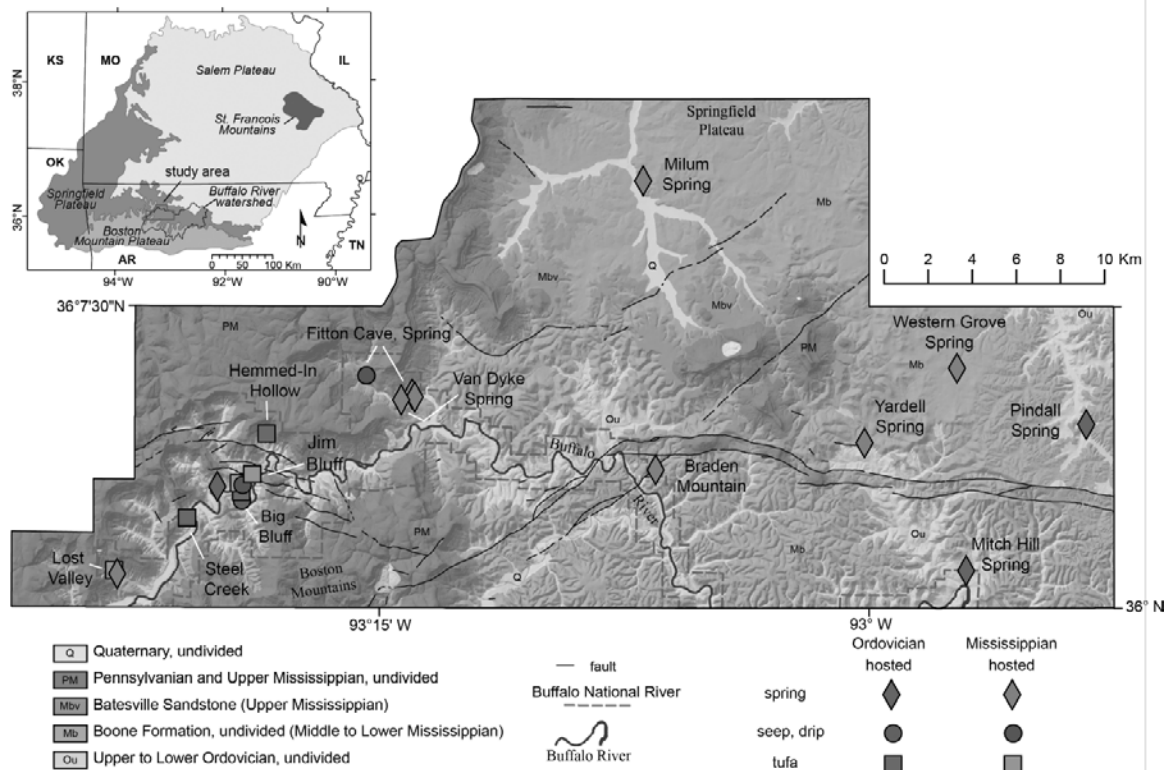 KS
MO
IL
38°N
Salem Plateau
St. Francois
Mountains
OK
study area
Springfield
Plateau
Buffalo River
watershed
36°N
Boston
Mountain Plateau
N
TN
AR
0 50 100 Km
94°W
92°W
90°W
Springfield
Plateau
Milum
Spring
Mb
0 2 4 6 8 10 Km
Mbv
Q
Mbv
36°7'30"N
PM
Fitton Cave, Spring
Ou
Western Grove
Spring
PM
Mb
Hemmed-In
Hollow
Van Dyke
Spring
Yardell
Spring
Pindall
Spring
Ou
Jim
Bluff
Buffalo
River
Braden
Mountain
Big
Bluff
PM
Ou
Mb
Mitch Hill
Spring
Lost
Valley
Steel
Creek
Boston
Mountains
Q
36° N
93°15' W
93° W
Q Quaternary, undivided
PM Pennsylvanian and Upper Mississippian, undivided
Mbv Batesville Sandstone (Upper Mississippian)
Mb Boone Formation, undivided (Middle to Lower Mississippian)
Ou Upper to Lower Ordovician, undivided
fault
Buffalo National River
Buffalo River
Ordovician
hosted
Mississippian
hosted
spring
seep, drip
tufa